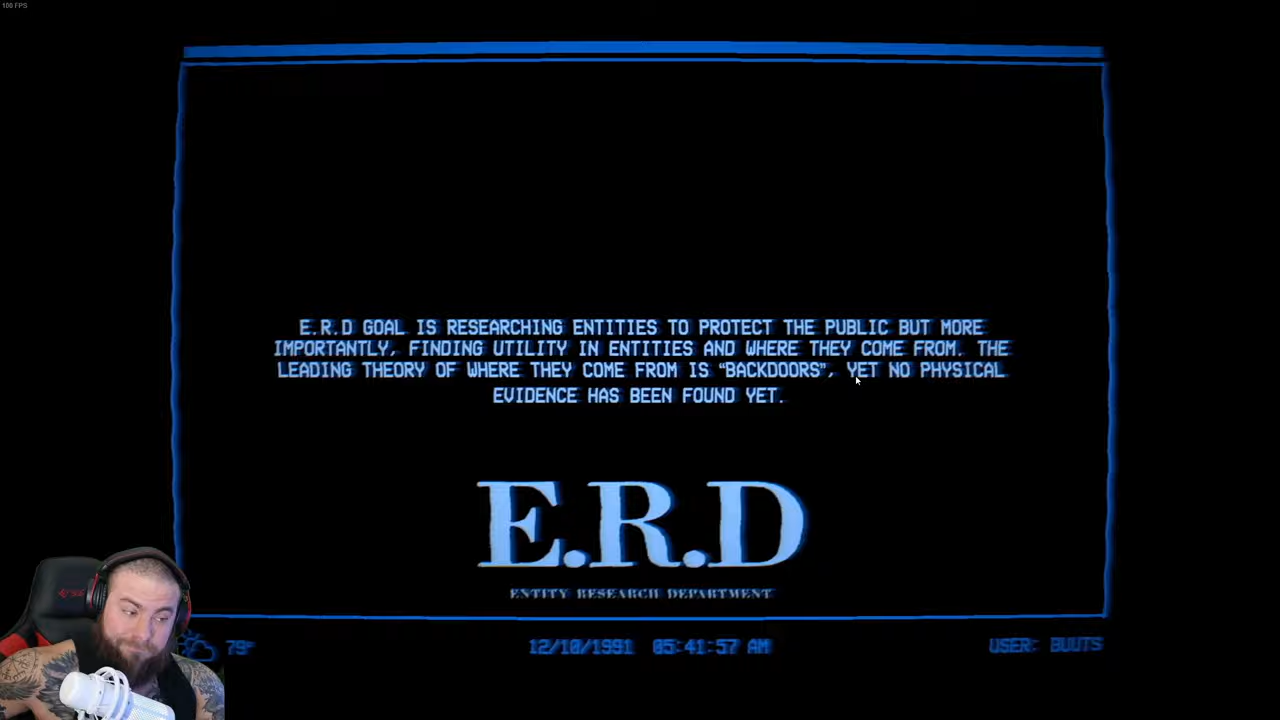 100 FPS
E.R.D GOAL IS RESEARCHING ENTITIES TO PROTECT THE PUBLIC BUT MORE
IMPORTANTLY, FINDING UTILITY IN ENTITIES AND WHERE THEY COME FROM. THE
LEADING THEORY OF WHERE THEY COME FROM IS “BACKDOORS”, YET NO PHYSICAL
EVIDENCE HAS BEEN FOUND YET.
E.R.D
ENTITY RESEARCH DEPARTMENT
79° 12/10/1991 05:41:57 AM USER: BUUTS